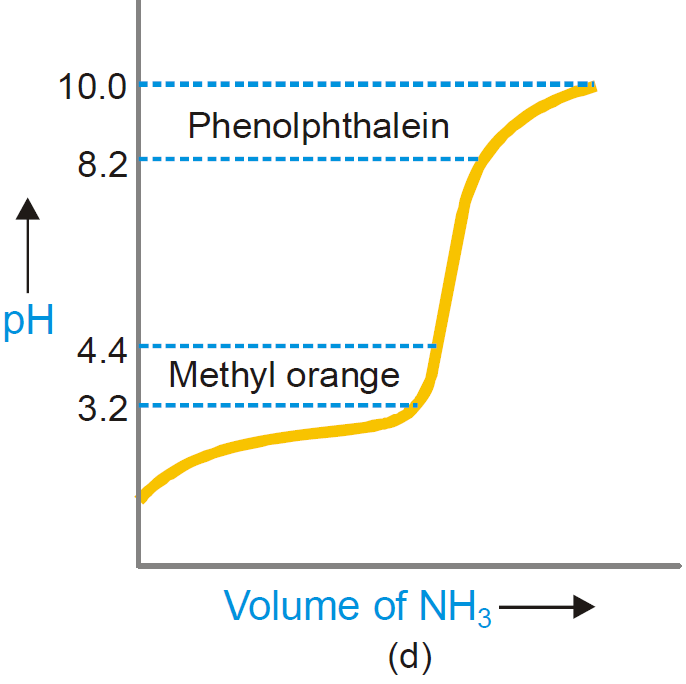 10.0
Phenolphthalein
8.2
pH
4.4
Methyl orange
3.2
Volume of NH₃
(d)